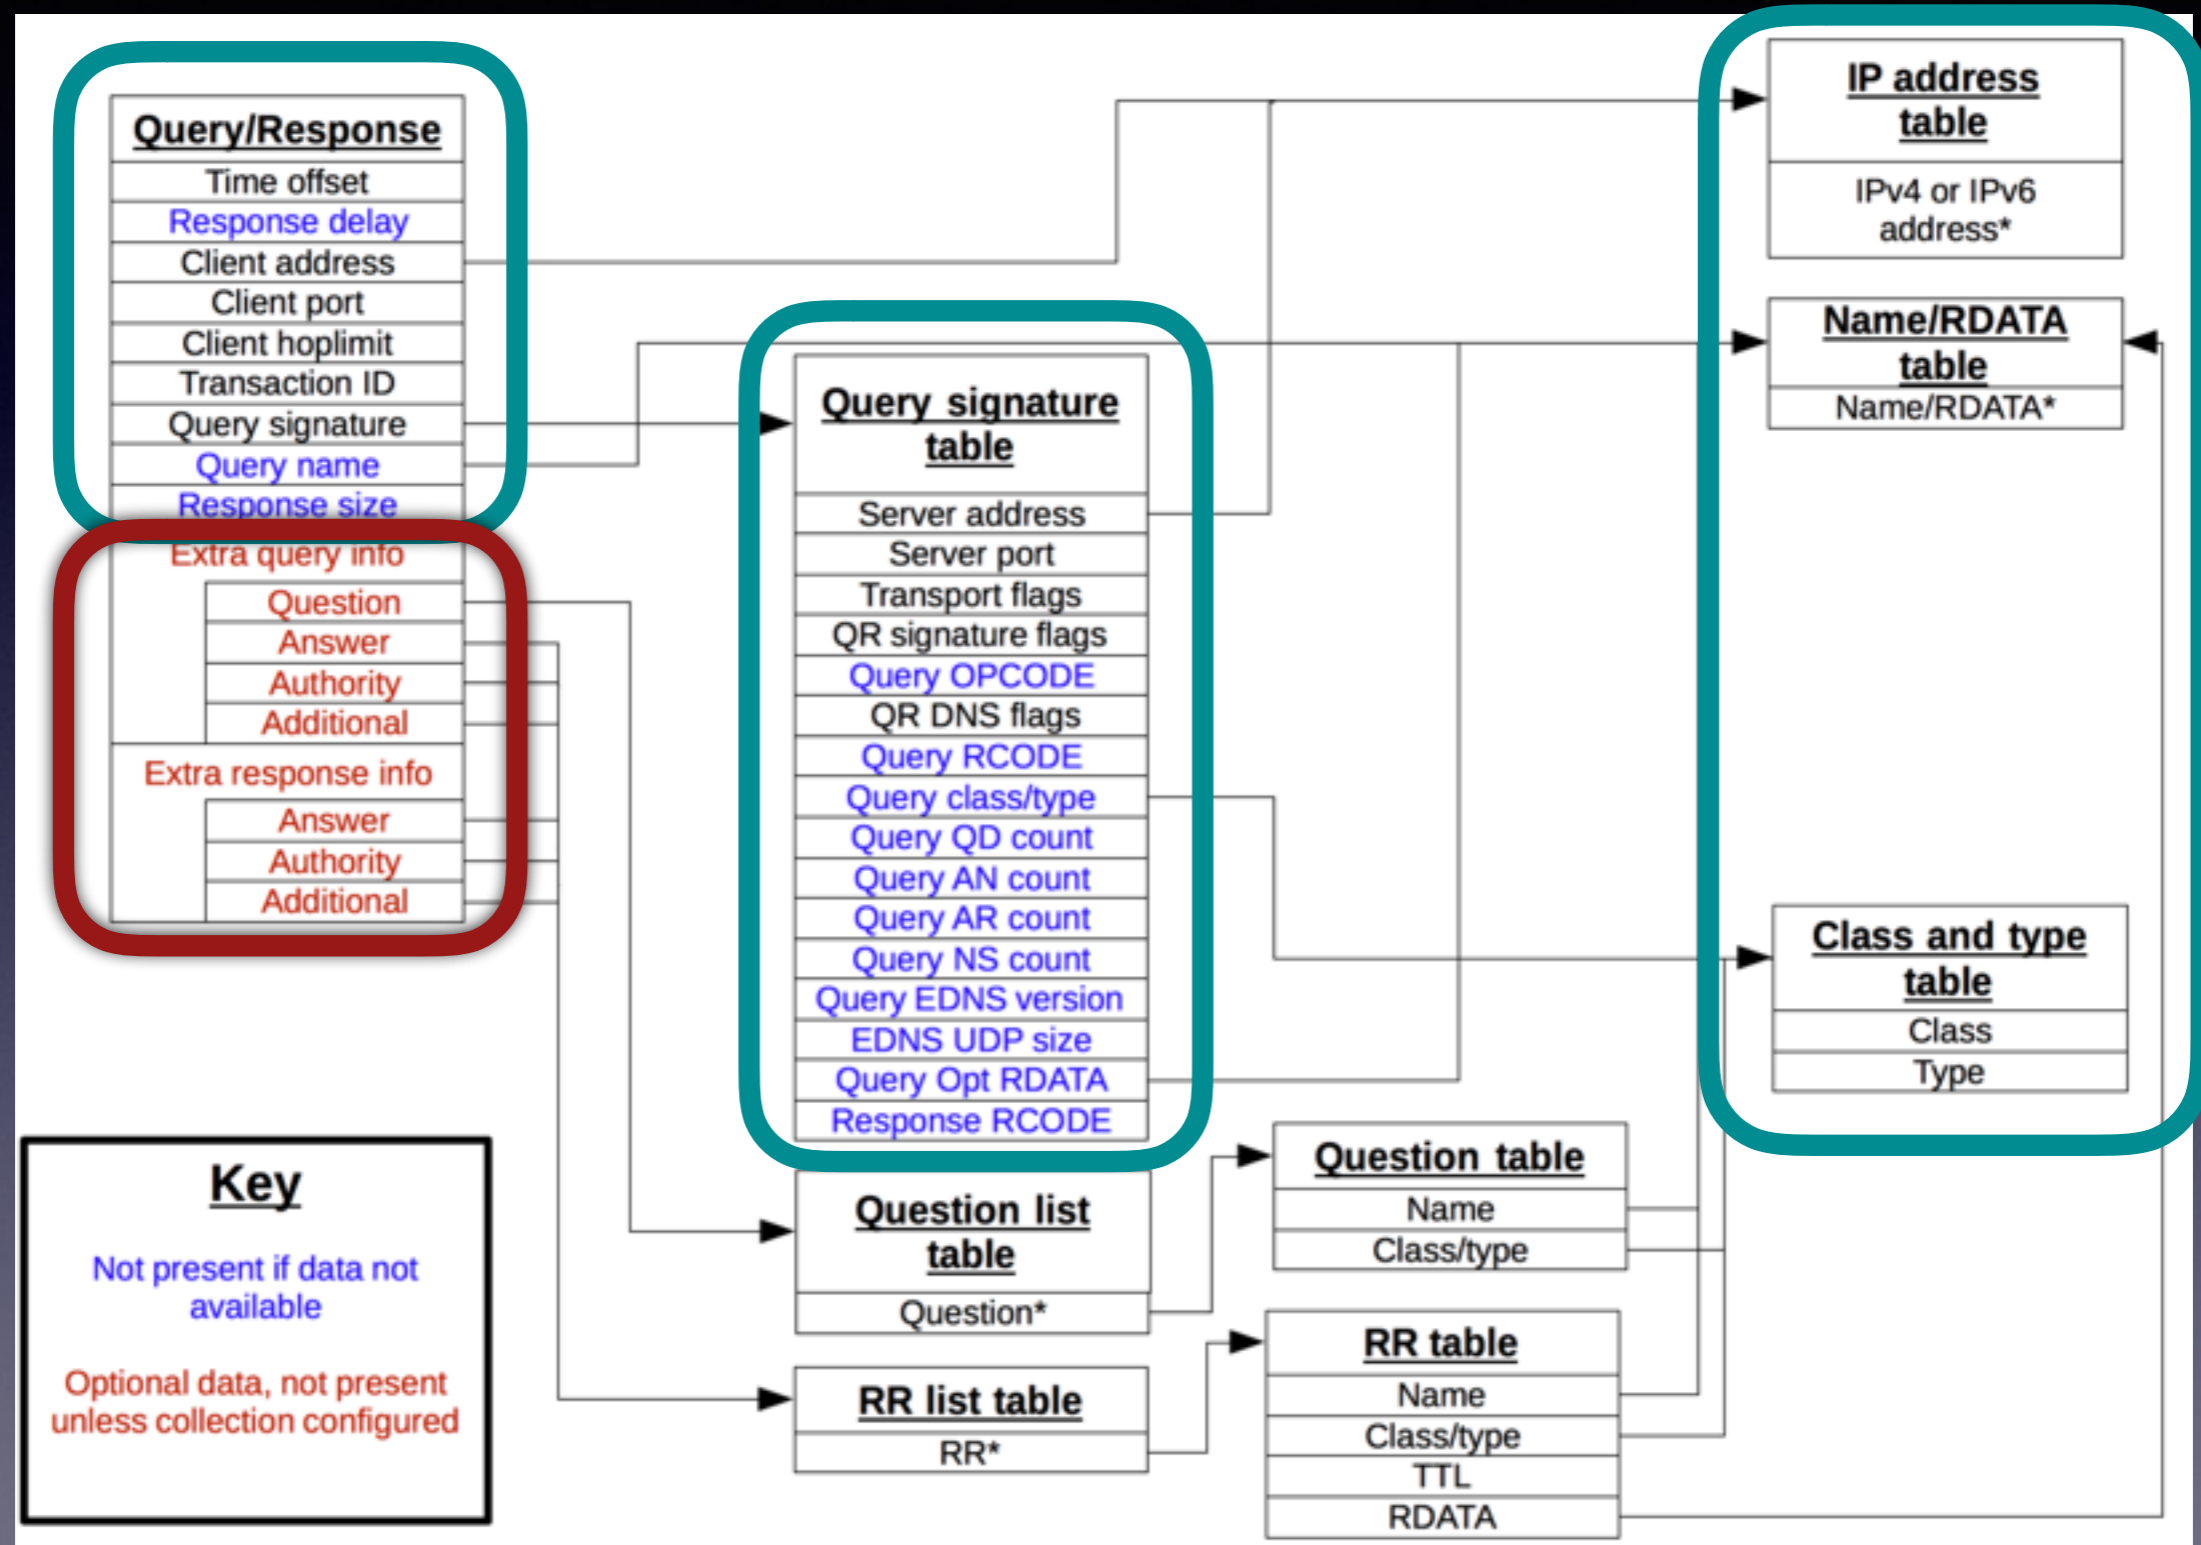 Query/Response
Time offset
Response delay
Client address
Client port
Client hoplimit
Transaction ID
Query signature
Query name
Response size
Extra query info
Question
Answer
Authority
Additional
Extra response info
Answer
Authority
Additional
Key
Not present if data not
available
Optional data, not present
unless collection configured
Query signature
table
Server address
Server port
Transport flags
QR signature flags
Query OPCODE
QR DNS flags
Query RCODE
Query class/type
Query QD count
Query AN count
Query AR count
Query NS count
Query EDNS version
EDNS UDP size
Query Opt RDATA
Response RCODE
Question list
table
Question*
RR list table
RR*
Question table
Name
Class/type
RR table
Name
Class/type
TTL
RDATA
IP address
table
IPv4 or IPv6
address*
Name/RDATA
table
Name/RDATA*
Class and type
table
Class
Type